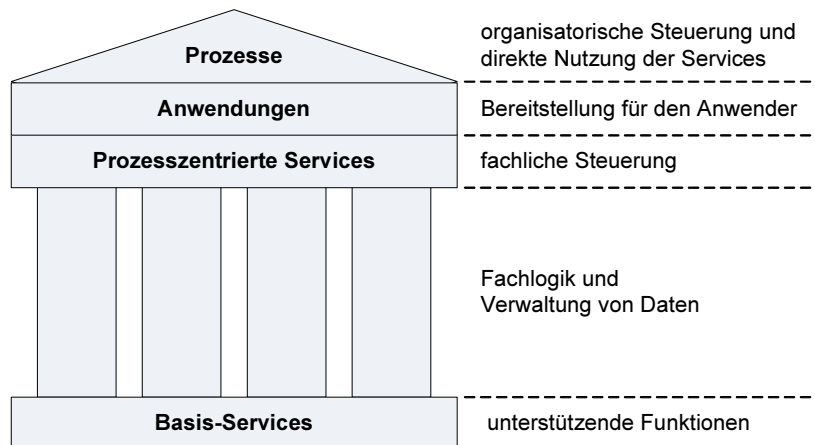 Prozesse
organisatorische Steuerung und
direkte Nutzung der Services
Anwendungen
Bereitstellung für den Anwender
Prozesszentrierte Services
fachliche Steuerung
Fachlogik und
Verwaltung von Daten
Basis-Services
unterstützende Funktionen